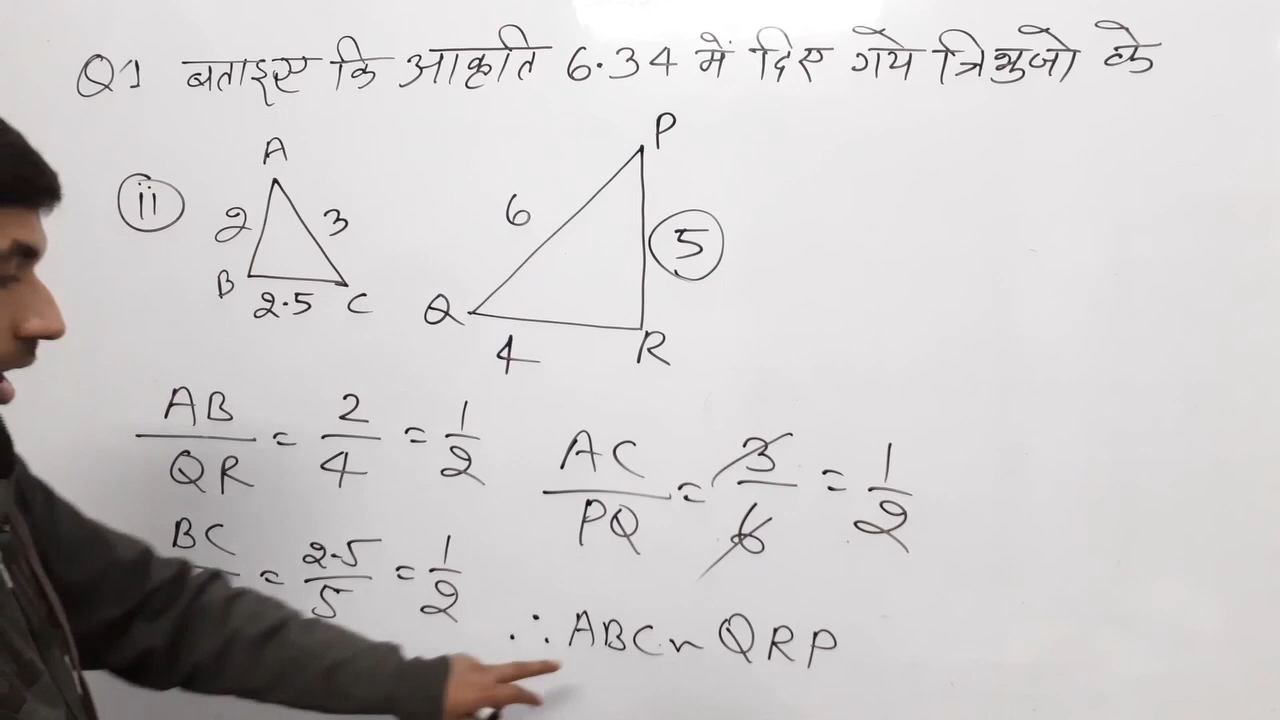 Q1 बताइए कि आकृति 6.34 में दिए गये त्रिभुजो के
ii
A
2
3
B
2.5
C
P
6
5
Q
4
R
AB/QR = 2/4 = 1/2
AC/PQ = 3/6 = 1/2
BC = 2.5/5 = 1/2
∴ ABC ~ QRP